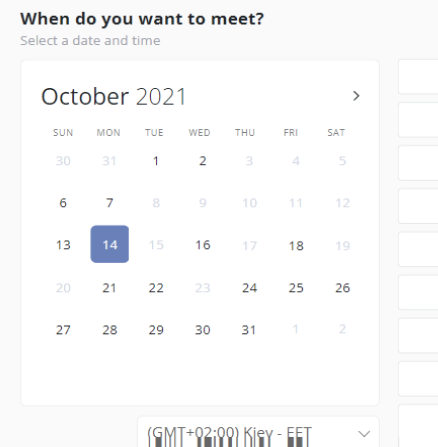 When do you want to meet?
Select a date and time
October 2021
SUN MON TUE WED THU FRI SAT
30 31 1 2 3 4 5
6 7 8 9 10 11 12
13 14 15 16 17 18 19
20 21 22 23 24 25 26
27 28 29 30 31 1 2
(GMT+02:00) Kiev - EET